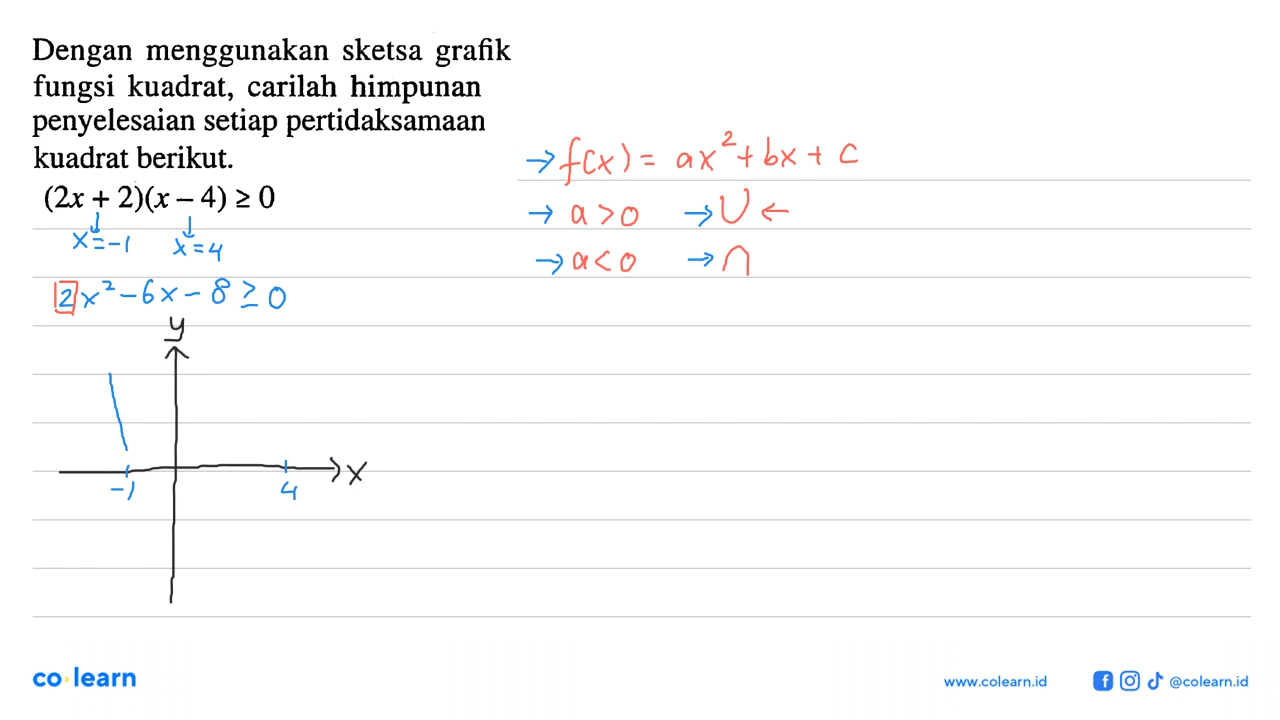 Dengan menggunakan sketsa grafik
fungsi kuadrat, carilah himpunan
penyelesaian setiap pertidaksamaan
kuadrat berikut.
(2x + 2)(x – 4) ≥ 0
↓ ↓
x = -1 x = 4
2x² - 6x - 8 ≥ 0
y
x
-1 4
→ f(x) = ax² + bx + c
→ a > 0 → ∪ ←
→ a < 0 → ∩
co learn
www.colearn.id
@colearn.id